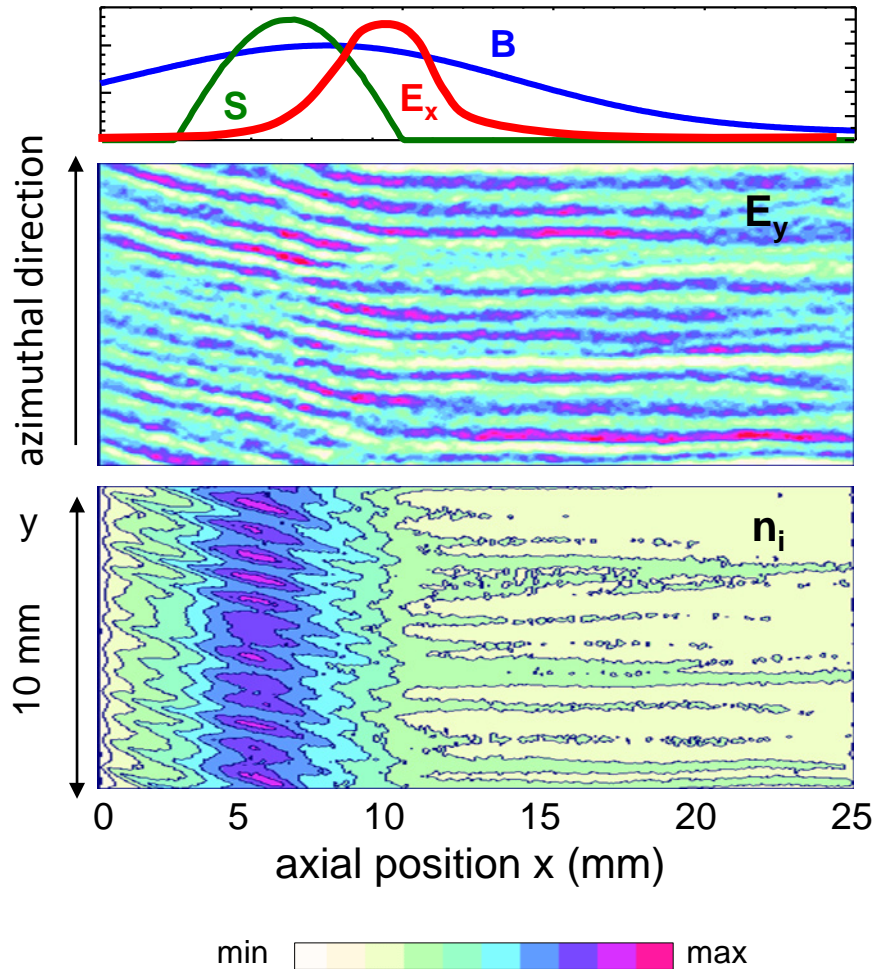 B
S
Ex
azimuthal direction
Ey
y
10 mm
ni
0 5 10 15 20 25
axial position x (mm)
min max